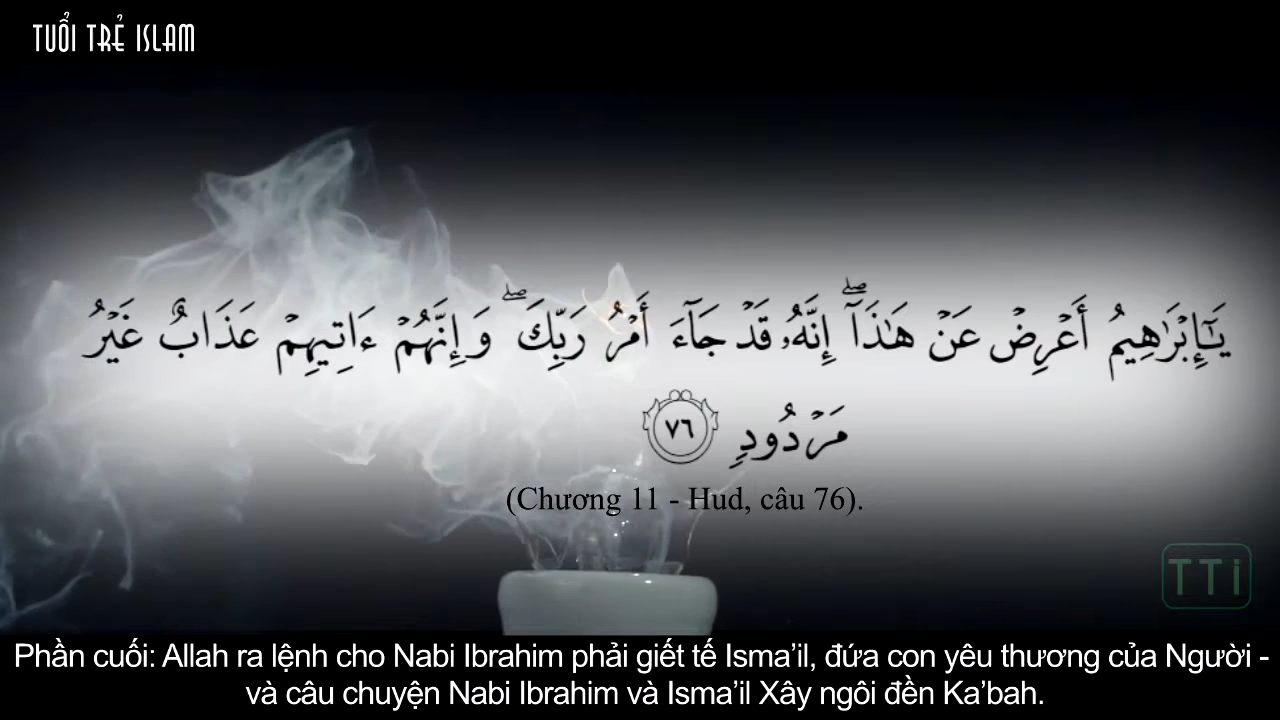 TUỔI TRẺ ISLAM
يَـٰٓإِبْرَٰهِيمُ أَعْرِضْ عَنْ هَـٰذَآ ۖ إِنَّهُۥ قَدْ جَآءَ أَمْرُ رَبِّكَ ۖ وَإِنَّهُمْ ءَاتِيهِمْ عَذَابٌ غَيْرُ
مَرْدُودٍ ٧٦
(Chương 11 - Hud, câu 76).
TTi
Phần cuối: Allah ra lệnh cho Nabi Ibrahim phải giết tế Isma’il, đứa con yêu thương của Người -
và câu chuyện Nabi Ibrahim và Isma’il Xây ngôi đền Ka’bah.